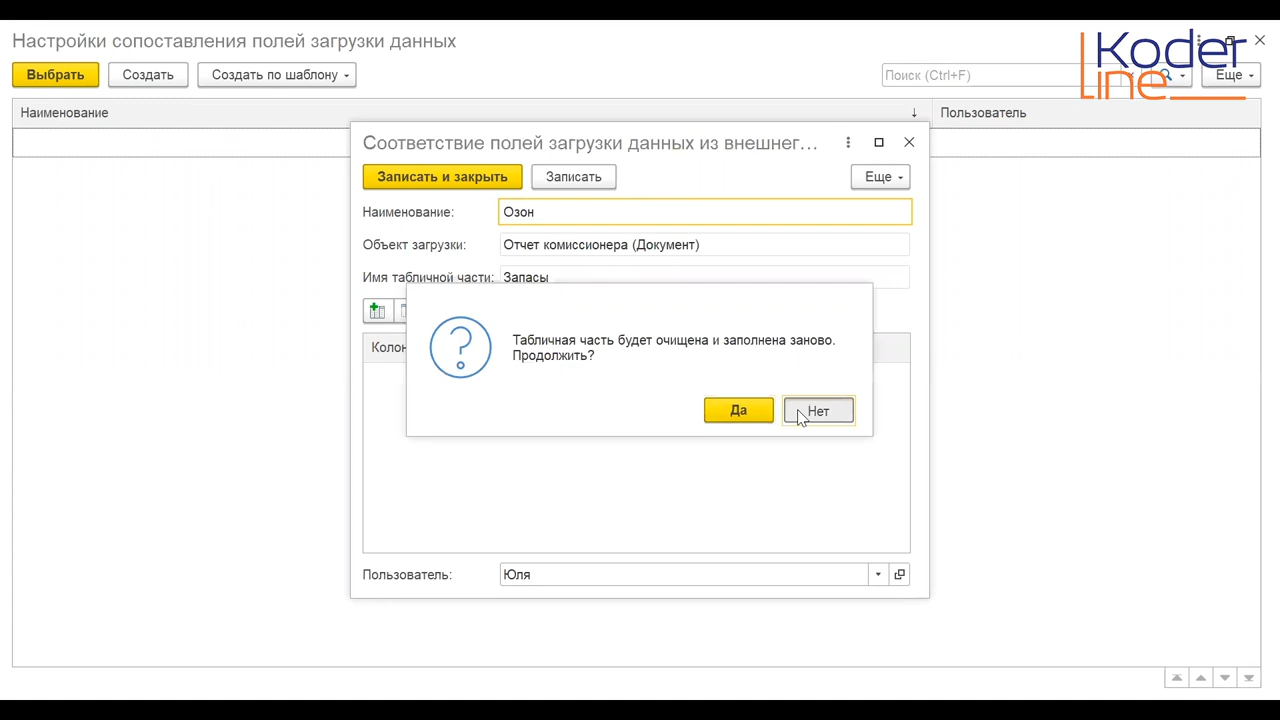 Настройки сопоставления полей загрузки данных
Koder
line
Выбрать Создать Создать по шаблону Поиск (Ctrl+F) Еще
Наименование Пользователь
Соответствие полей загрузки данных из внешнег...
Записать и закрыть Записать Еще
Наименование: Озон
Объект загрузки: Отчет комиссионера (Документ)
Имя табличной части: Запасы
Колон
Табличная часть будет очищена и заполнена заново.
Продолжить?
Да Нет
Пользователь: Юля